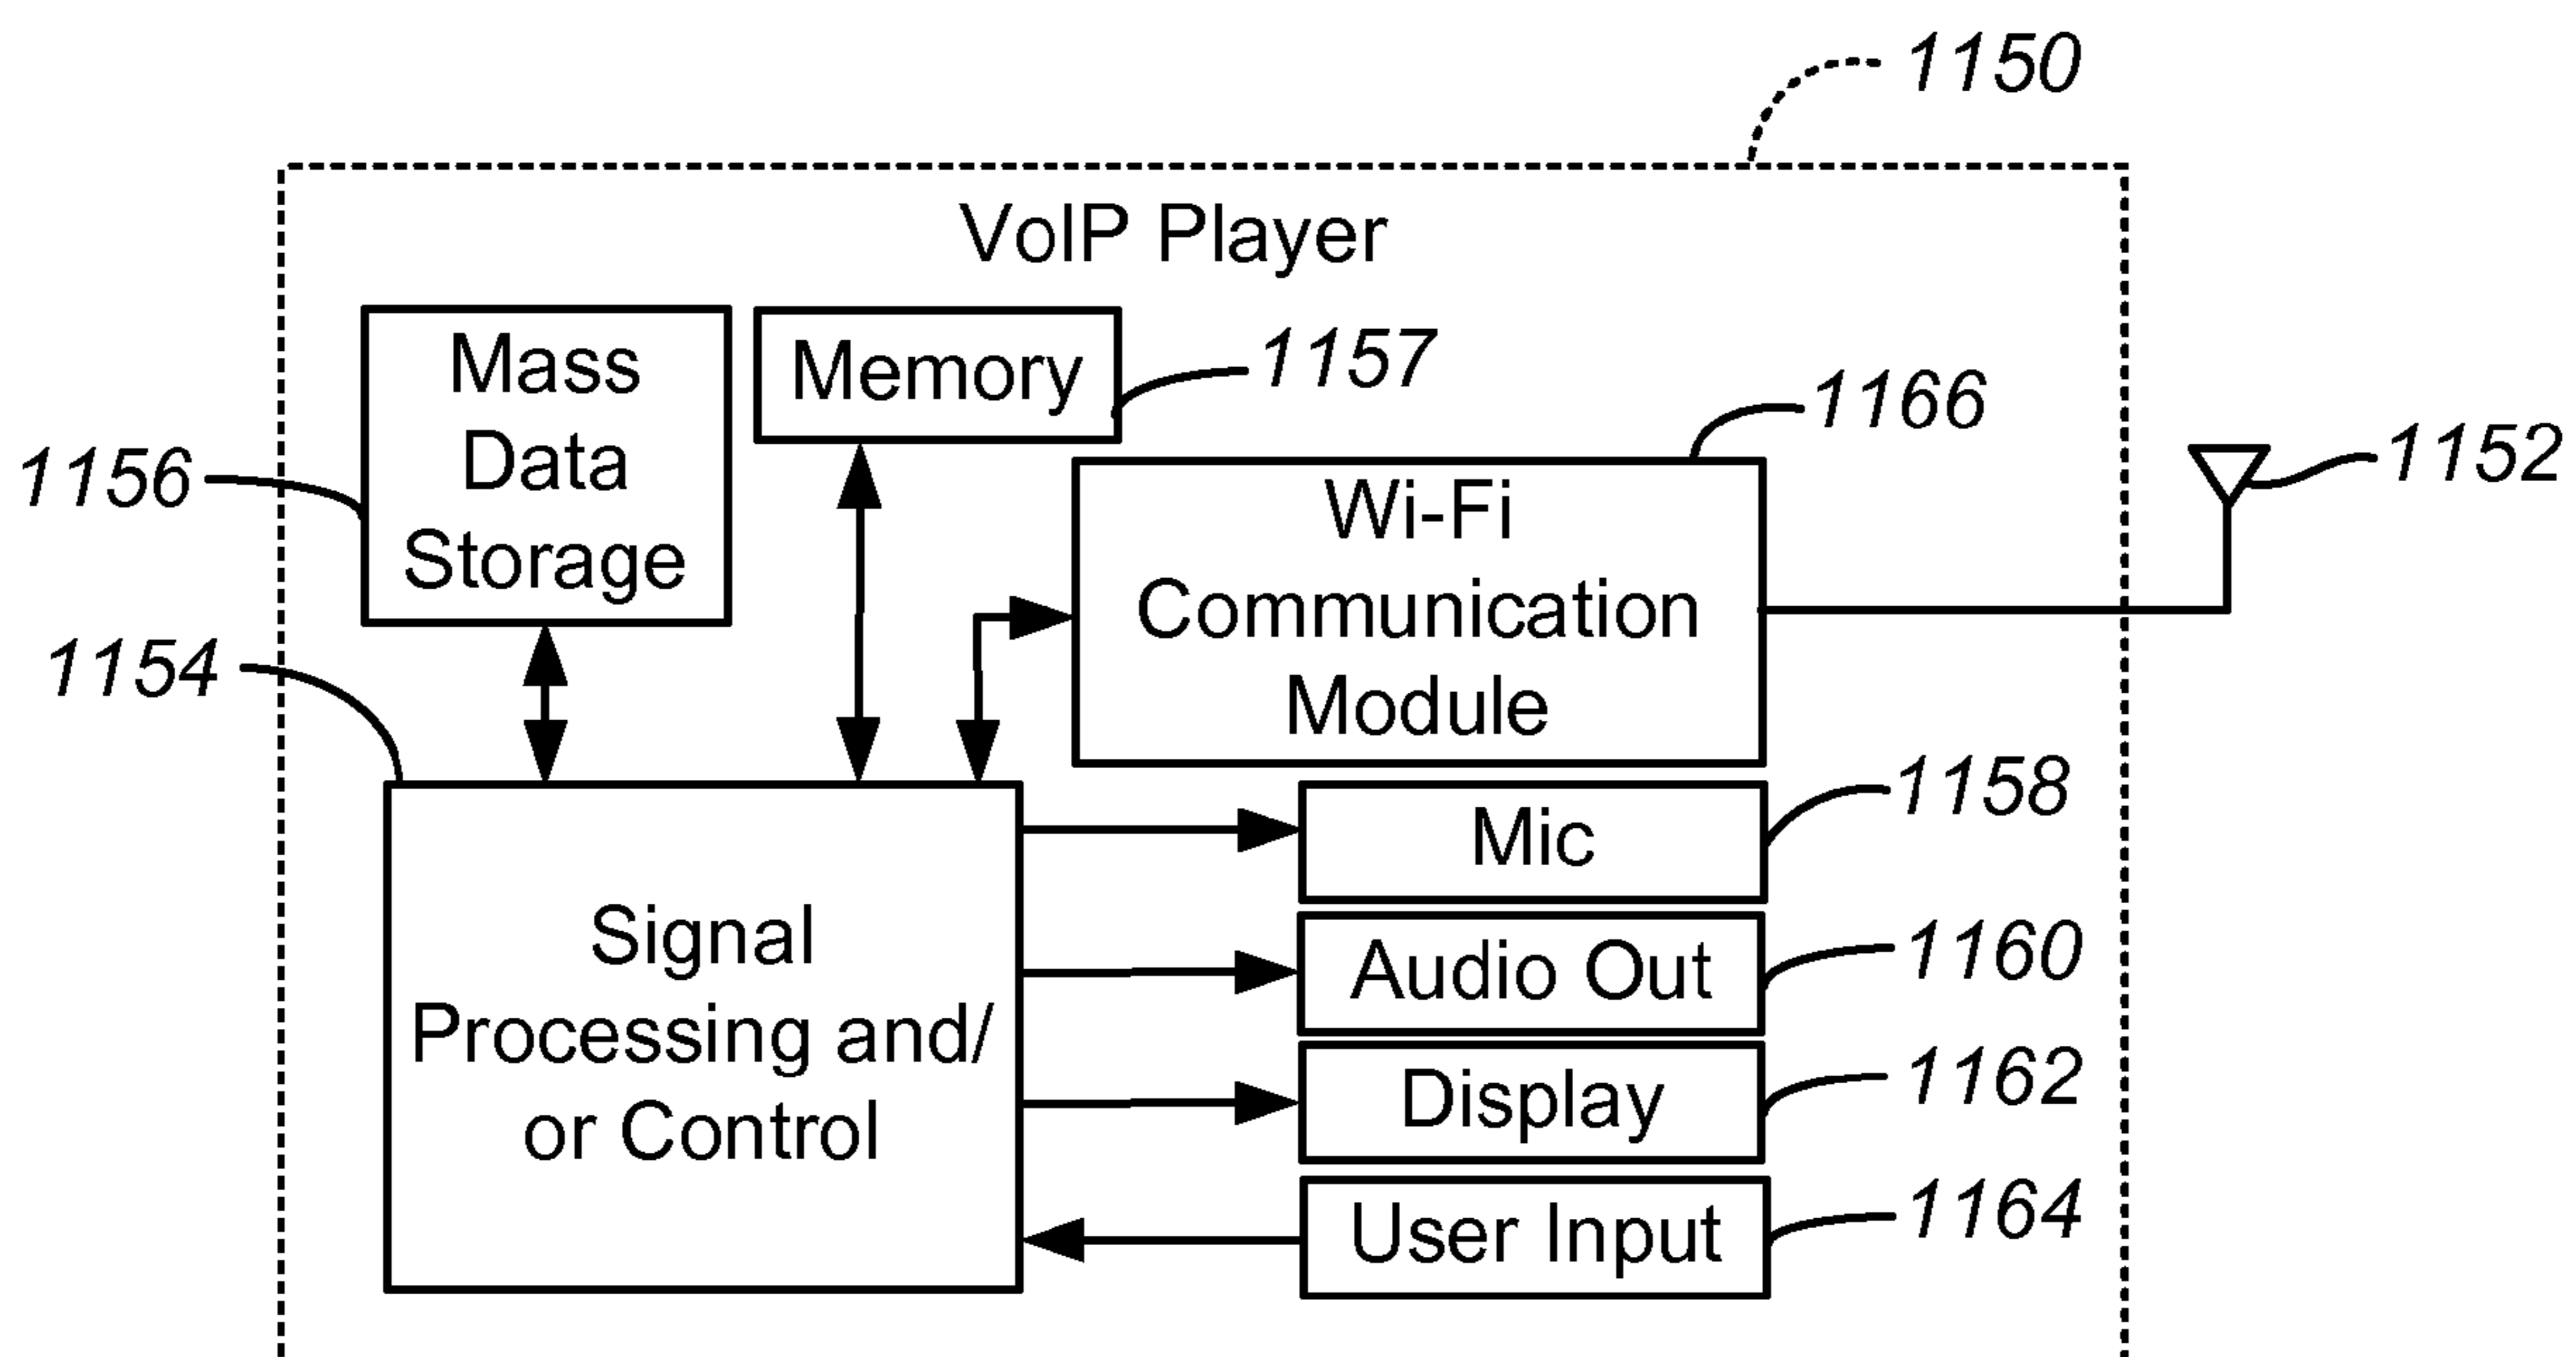 1150
VoIP Player
Mass
Data
Storage
Memory
1157
1166
1156
Wi-Fi
Communication
Module
1152
1154
1158
Mic
Signal
Processing and/
or Control
Audio Out
1160
Display
1162
User Input
1164